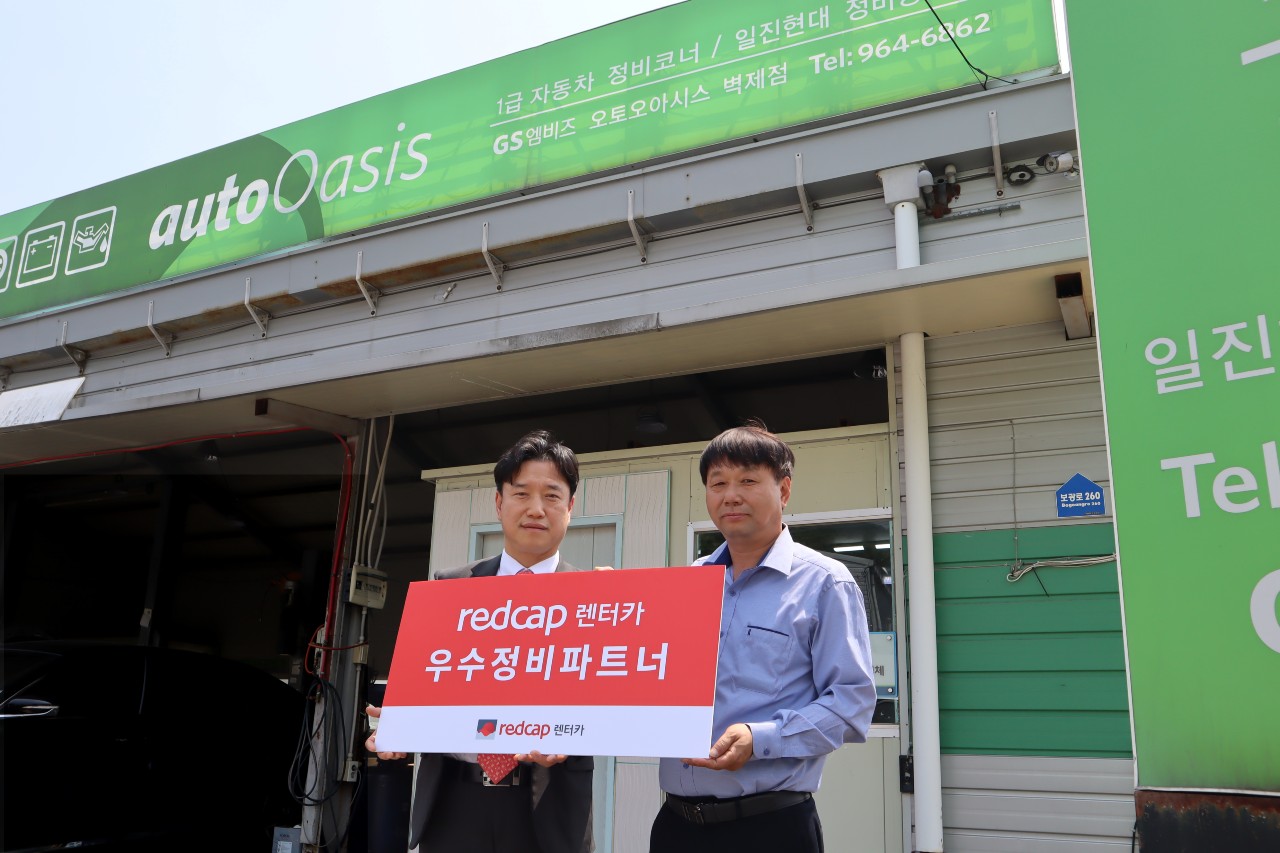 autoOasis
1급 자동차 정비코너 / 일진현대
GS엠비즈 오토오아시스 벽제점 Tel: 964-6862
일진
Tel
보광로 260
Bogwangro 260
redcap 렌터카
우수정비파트너
redcap 렌터카